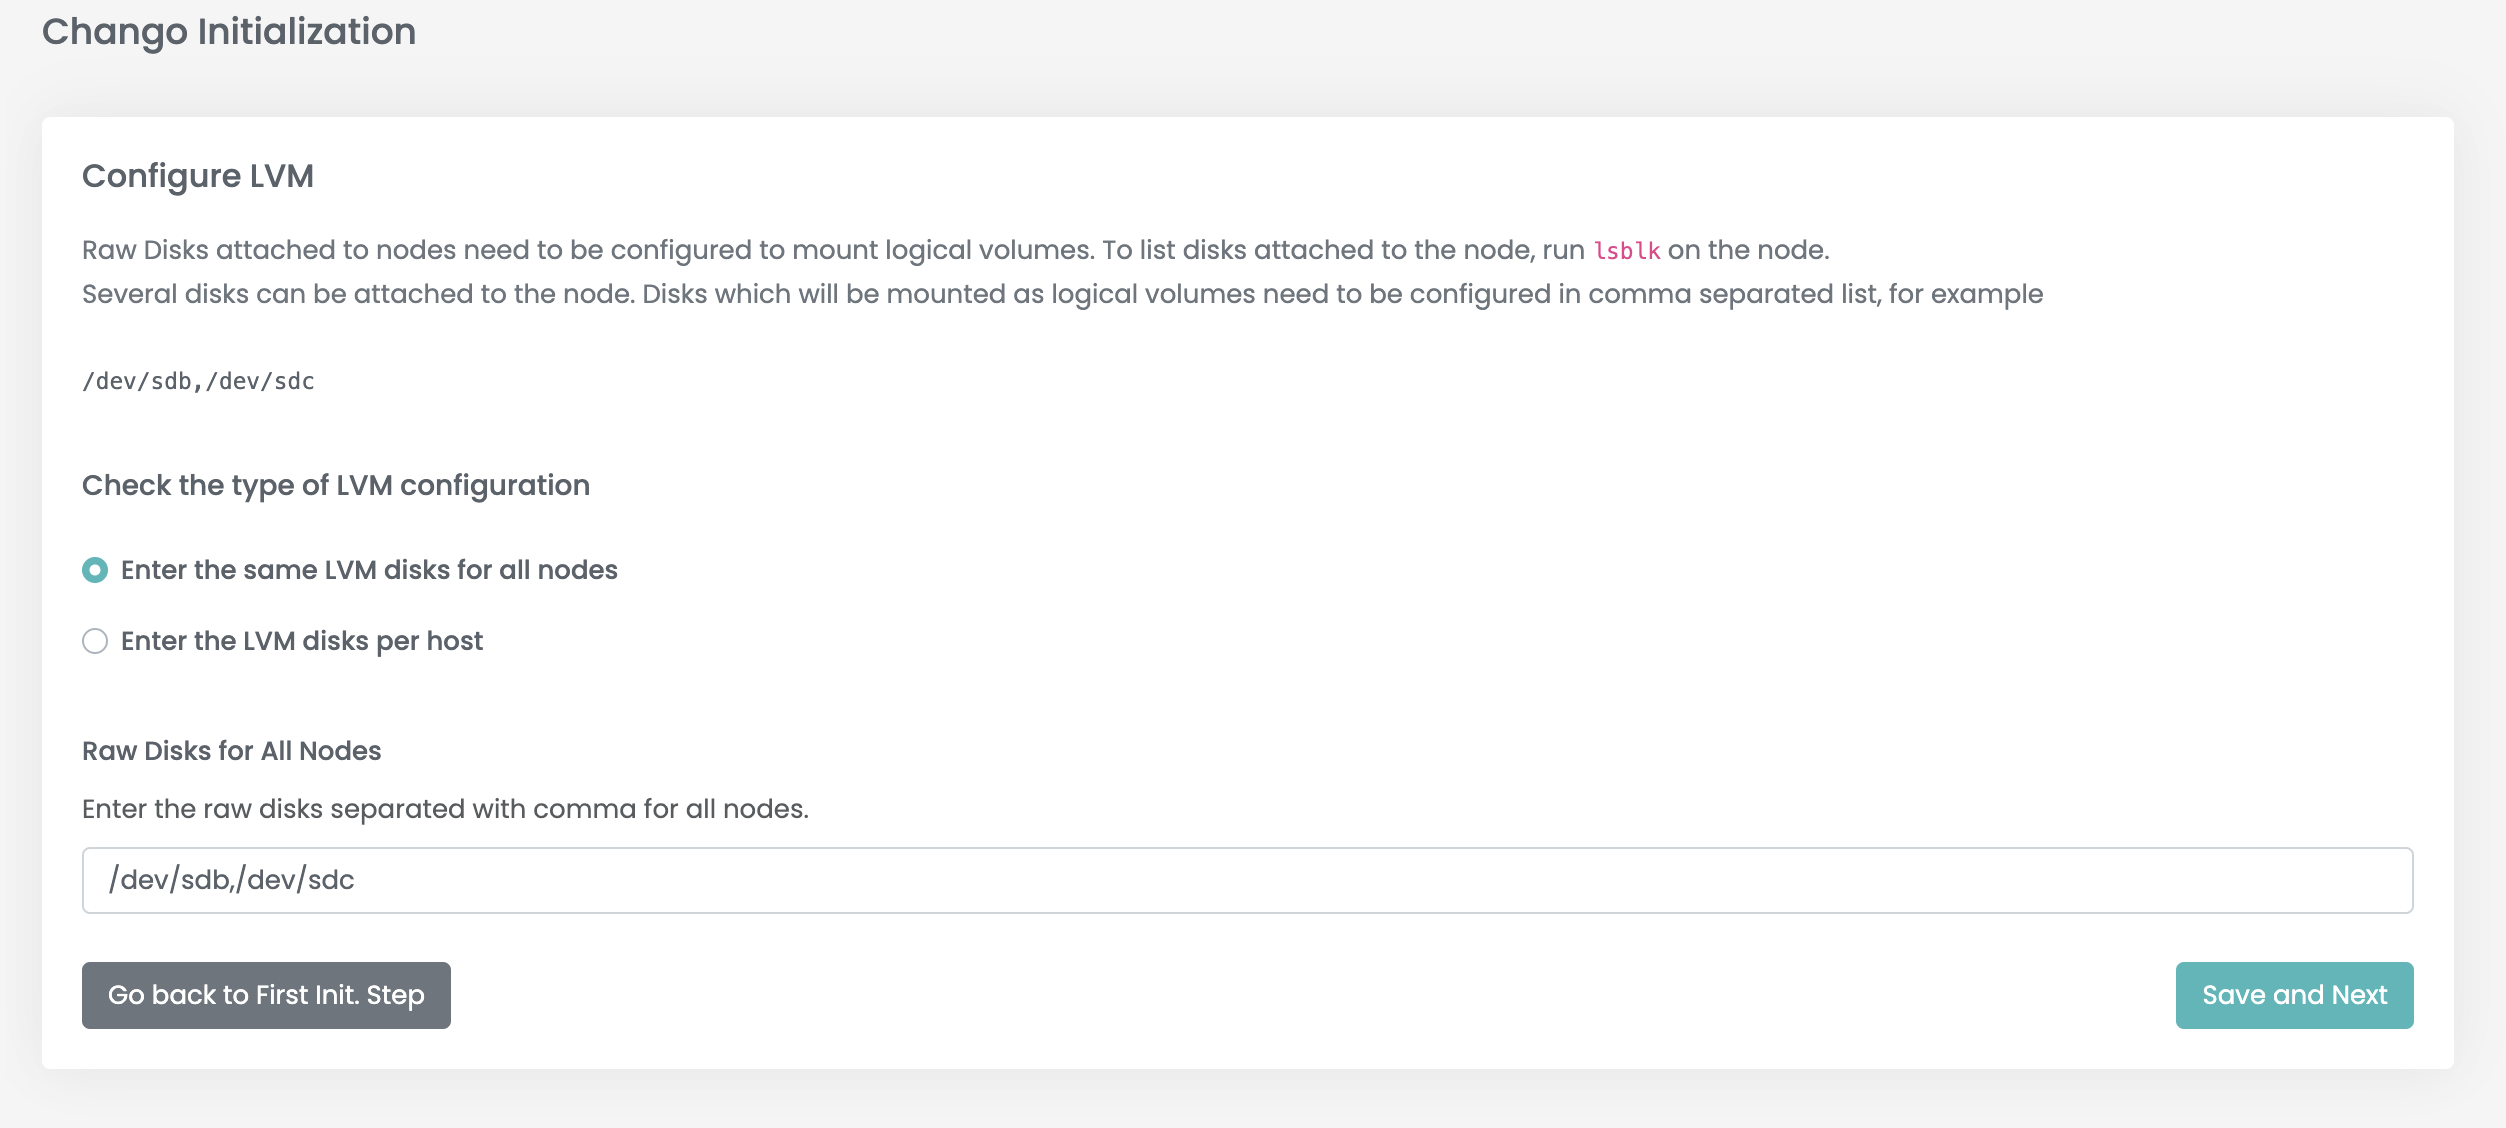 Chango Initialization
Configure LVM
Raw Disks attached to nodes need to be configured to mount logical volumes. To list disks attached to the node, run lsblk on the node.
Several disks can be attached to the node. Disks which will be mounted as logical volumes need to be configured in comma separated list, for example
/dev/sdb,/dev/sdc
Check the type of LVM configuration
Enter the same LVM disks for all nodes
Enter the LVM disks per host
Raw Disks for All Nodes
Enter the raw disks separated with comma for all nodes.
/dev/sdb,/dev/sdc
Go back to First Init. Step
Save and Next